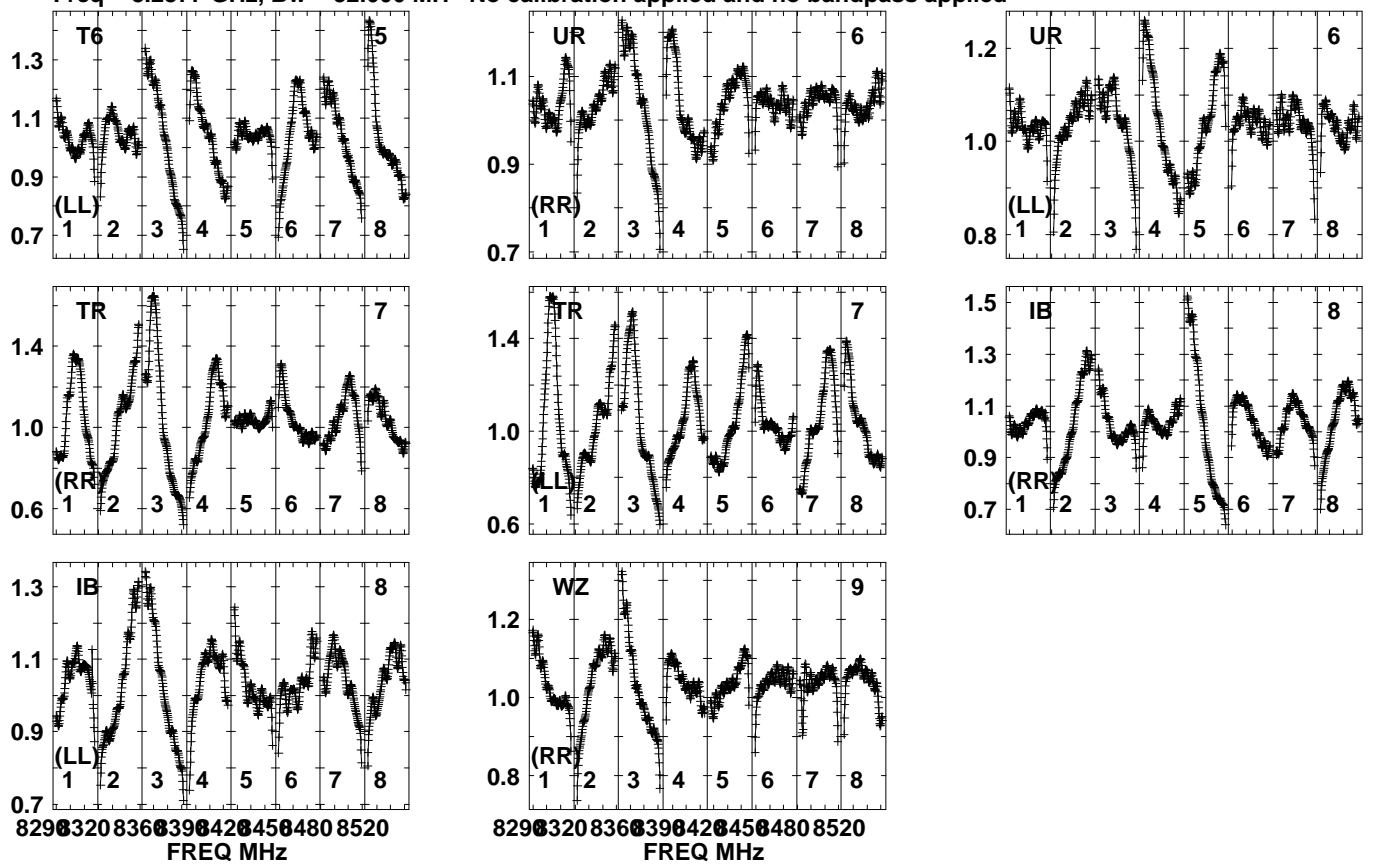 No calibration applied and no bandpass applied
T6 5
1.3
1.1
0.9
0.7
(LL)
1 2 3 4 5 6 7 8
UR 6
1.1
0.9
0.7
(RR)
1 2 3 4 5 6 7 8
UR 6
1.2
1.0
0.8
(LL)
1 2 3 4 5 6 7 8
TR 7
1.4
1.0
0.6
(RR)
1 2 3 4 5 6 7 8
TR 7
1.4
1.0
0.6
(LL)
1 2 3 4 5 6 7 8
IB 8
1.5
1.3
1.1
0.9
0.7
(RR)
1 2 3 4 5 6 7 8
IB 8
1.3
1.1
0.9
0.7
(LL)
1 2 3 4 5 6 7 8
8290 8320 8360 8390 8420 8450 8480 8520
FREQ MHz
WZ 9
1.2
1.0
0.8
(RR)
1 2 3 4 5 6 7 8
8290 8320 8360 8390 8420 8450 8480 8520
FREQ MHz